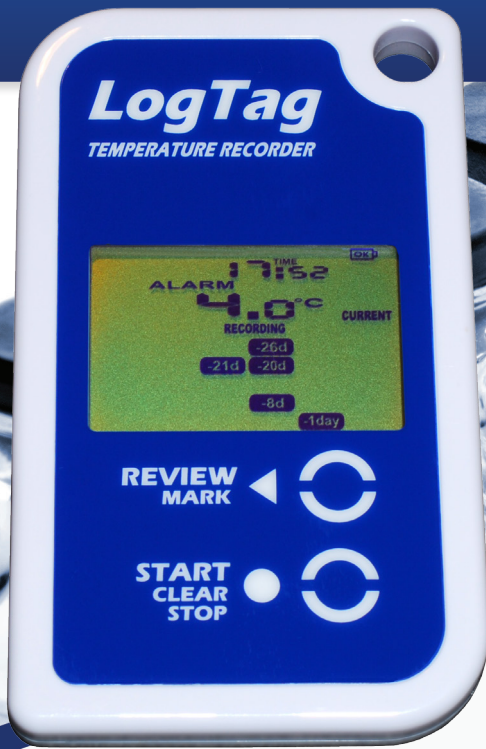 LogTag
TEMPERATURE RECORDER
OK
TIME
17:52
ALARM
4.0°C
CURRENT
RECORDING
-26d
-21d -20d
-8d
-1day
REVIEW
MARK
START
CLEAR
STOP